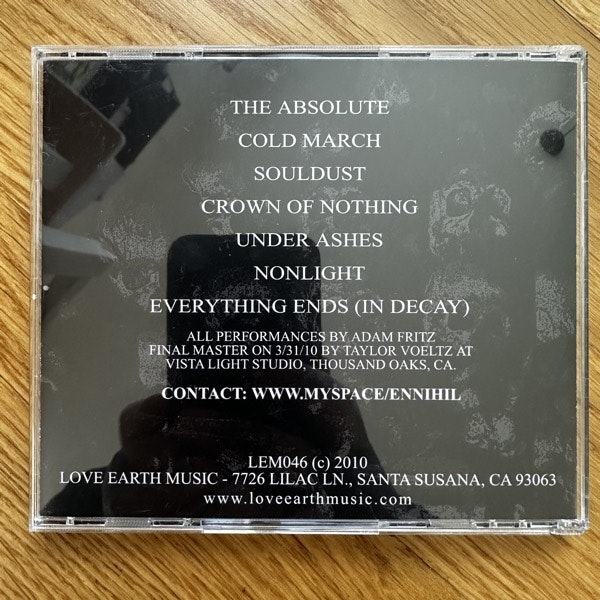 THE ABSOLUTE
COLD MARCH
SOULDUST
CROWN OF NOTHING
UNDER ASHES
NONLIGHT
EVERYTHING ENDS (IN DECAY)
ALL PERFORMANCES BY ADAM FRITZ
FINAL MASTER ON 3/31/10 BY TAYLOR VOELTZ AT
VISTA LIGHT STUDIO, THOUSAND OAKS, CA.
CONTACT: WWW.MYSPACE/ENNIHIL
LEM046 (c) 2010
LOVE EARTH MUSIC - 7726 LILAC LN., SANTA SUSANA, CA 93063
www.loveearthmusic.com